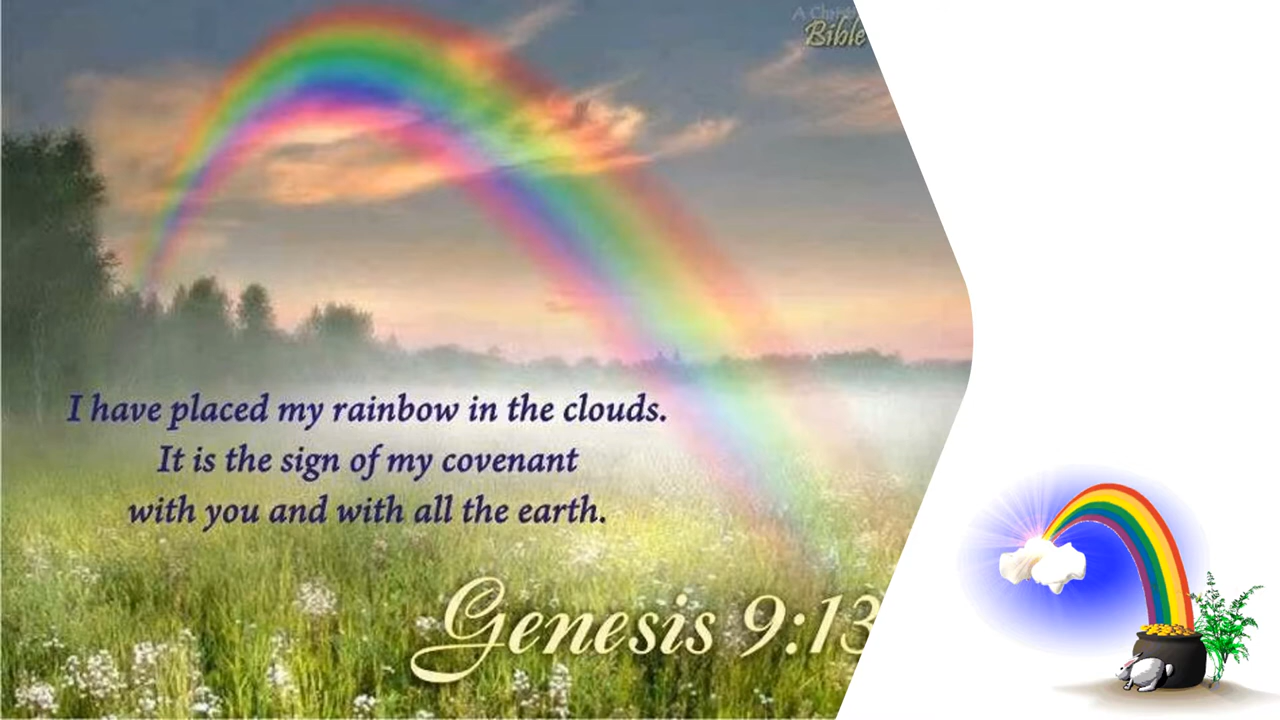 A Chris
Bible
I have placed my rainbow in the clouds.
It is the sign of my covenant
with you and with all the earth.
Genesis 9:13